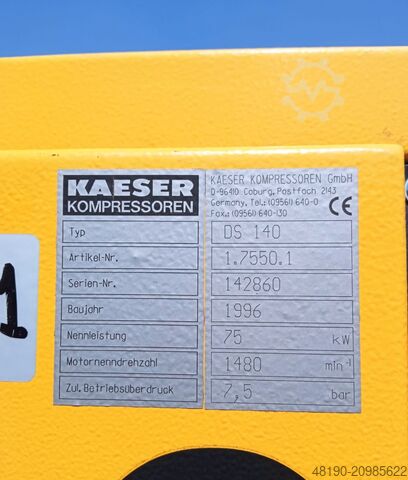 KAESER
KOMPRESSOREN
KAESER KOMPRESSOREN GmbH
D-96410 Coburg, Postfach 2143
Germany, Tel.:(09561) 640-0
Fax.:(09561) 640-130
CE
Typ DS 140
Artikel-Nr. 1.7550.1
Serien-Nr. 142860
Baujahr 1996
Nennleistung 75 kW
Motornenndrehzahl 1480 min-1
Zul. Betriebsüberdruck 7,5 bar
1.
48190-20985622